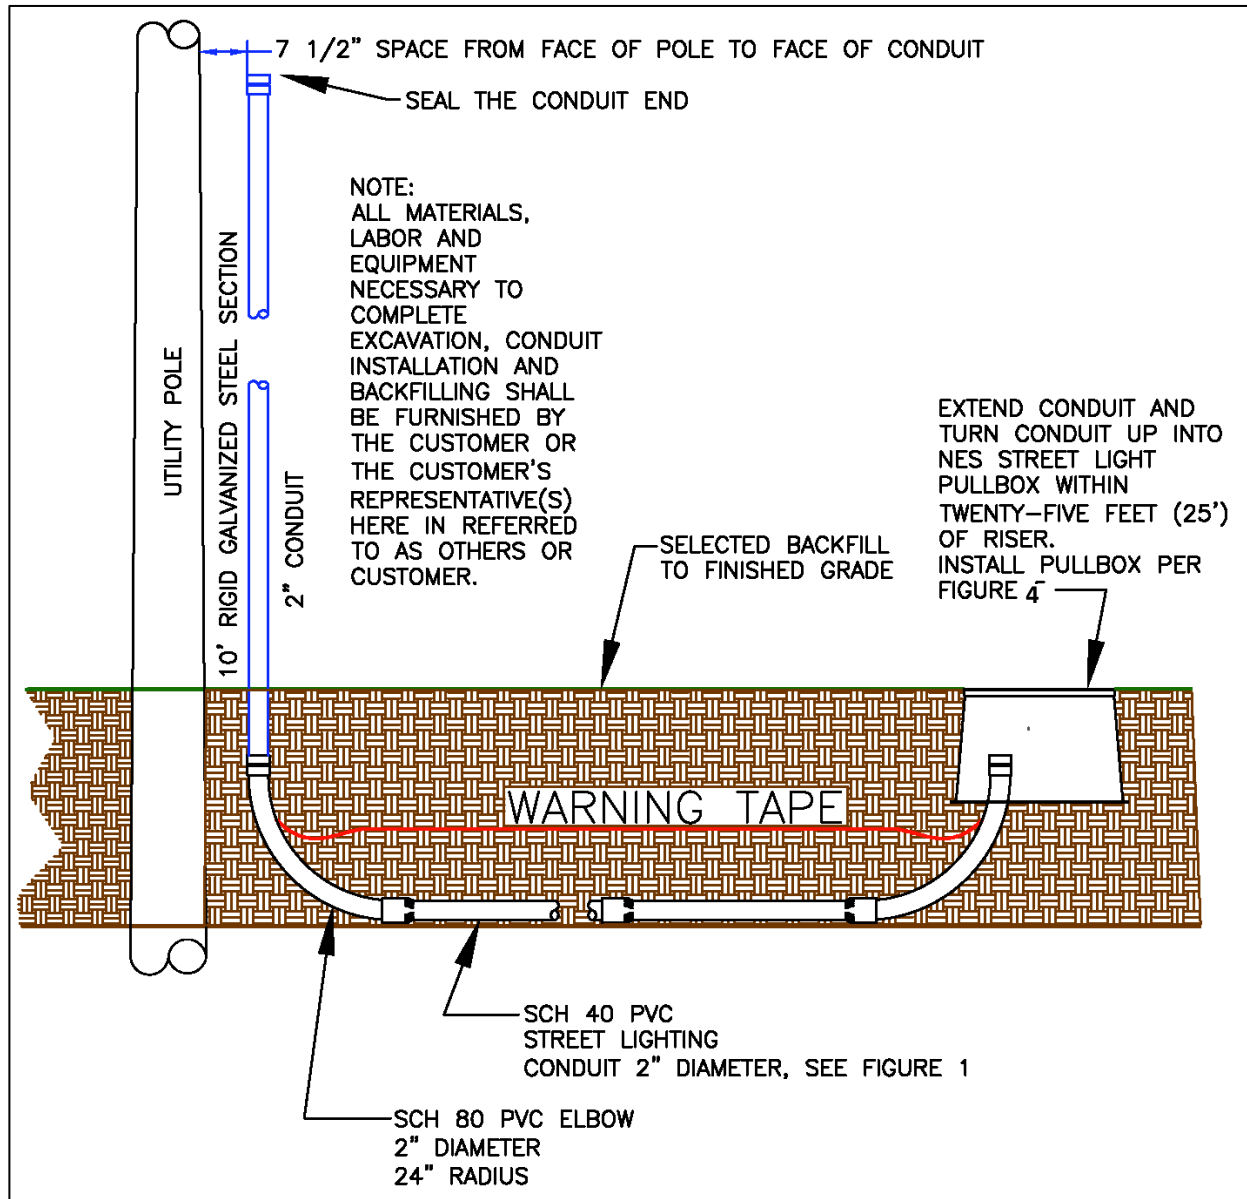 7 1/2" SPACE FROM FACE OF POLE TO FACE OF CONDUIT
SEAL THE CONDUIT END
NOTE:
ALL MATERIALS,
LABOR AND
EQUIPMENT
NECESSARY TO
COMPLETE
EXCAVATION, CONDUIT
INSTALLATION AND
BACKFILLING SHALL
BE FURNISHED BY
THE CUSTOMER OR
THE CUSTOMER'S
REPRESENTATIVE(S)
HERE IN REFERRED
TO AS OTHERS OR
CUSTOMER.
UTILITY POLE
10' RIGID GALVANIZED STEEL SECTION
2" CONDUIT
SELECTED BACKFILL
TO FINISHED GRADE
EXTEND CONDUIT AND
TURN CONDUIT UP INTO
NES STREET LIGHT
PULLBOX WITHIN
TWENTY-FIVE FEET (25')
OF RISER.
INSTALL PULLBOX PER
FIGURE 4
WARNING TAPE
SCH 40 PVC
STREET LIGHTING
CONDUIT 2" DIAMETER, SEE FIGURE 1
SCH 80 PVC ELBOW
2" DIAMETER
24" RADIUS